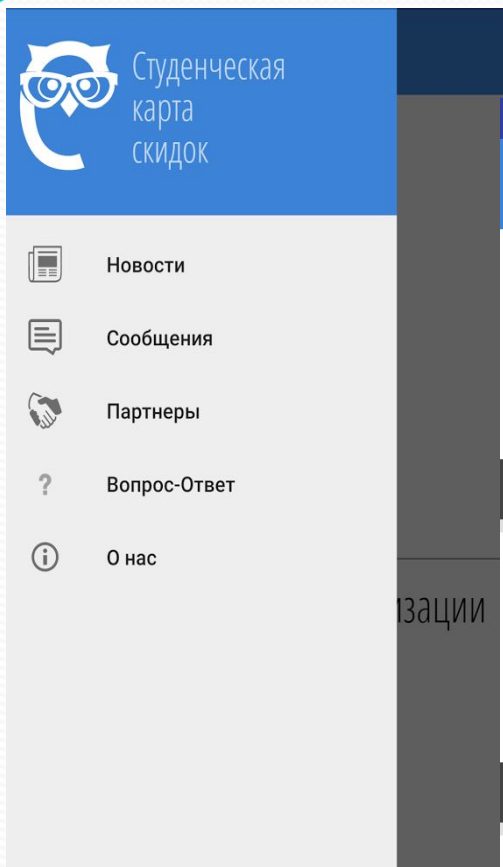 Студенческая
карта
скидок
Новости
Сообщения
Партнеры
Вопрос-Ответ
О нас
изации